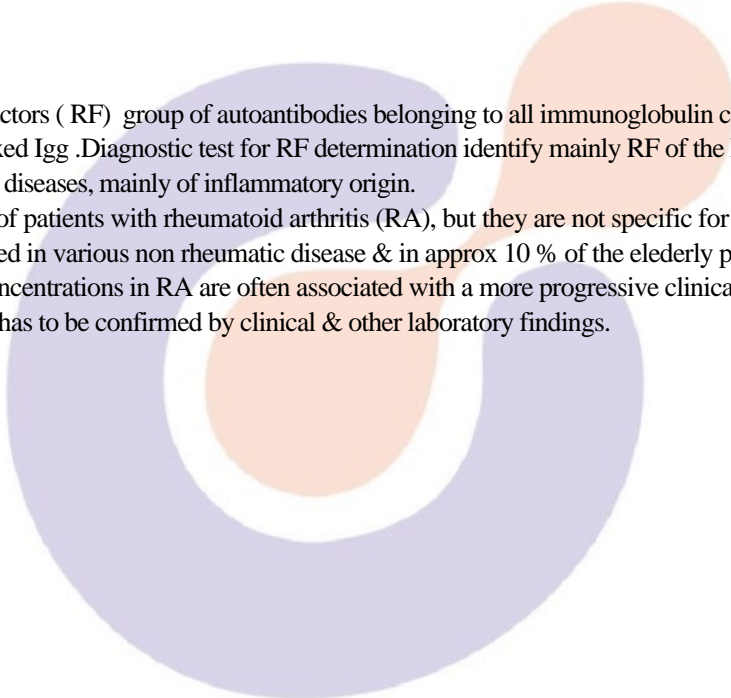 ctors ( RF) group of autoantibodies belonging to all immunoglobulin c
ked Igg .Diagnostic test for RF determination identify mainly RF of the
diseases, mainly of inflammatory origin.
of patients with rheumatoid arthritis (RA), but they are not specific for
ed in various non rheumatic disease & in approx 10 % of the elederly p
ncentrations in RA are often associated with a more progressive clinica
has to be confirmed by clinical & other laboratory findings.